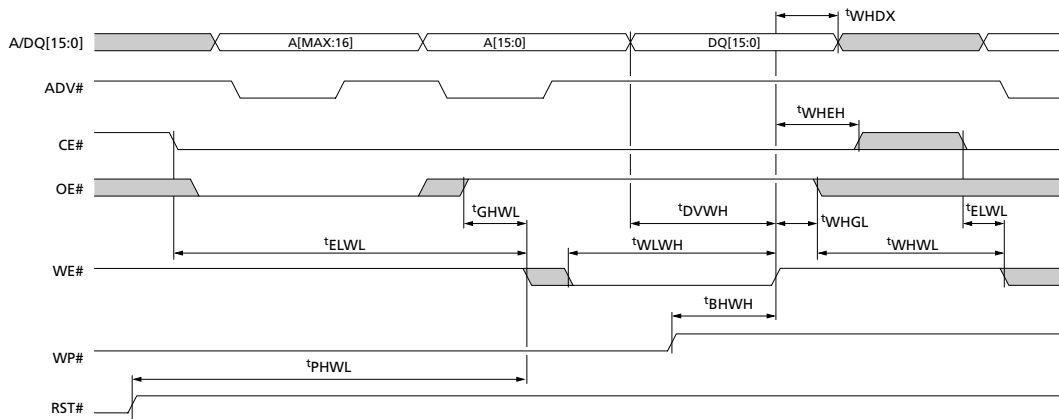 tWHDX
A/DQ[15:0] A[MAX:16] A[15:0] DQ[15:0]
ADV#
tWHEH
CE#
OE#
tGHWL tDVWH tWHGL tELWL
tELWL tWLWH tWHWL
WE#
tBHWH
WP#
tPHWL
RST#